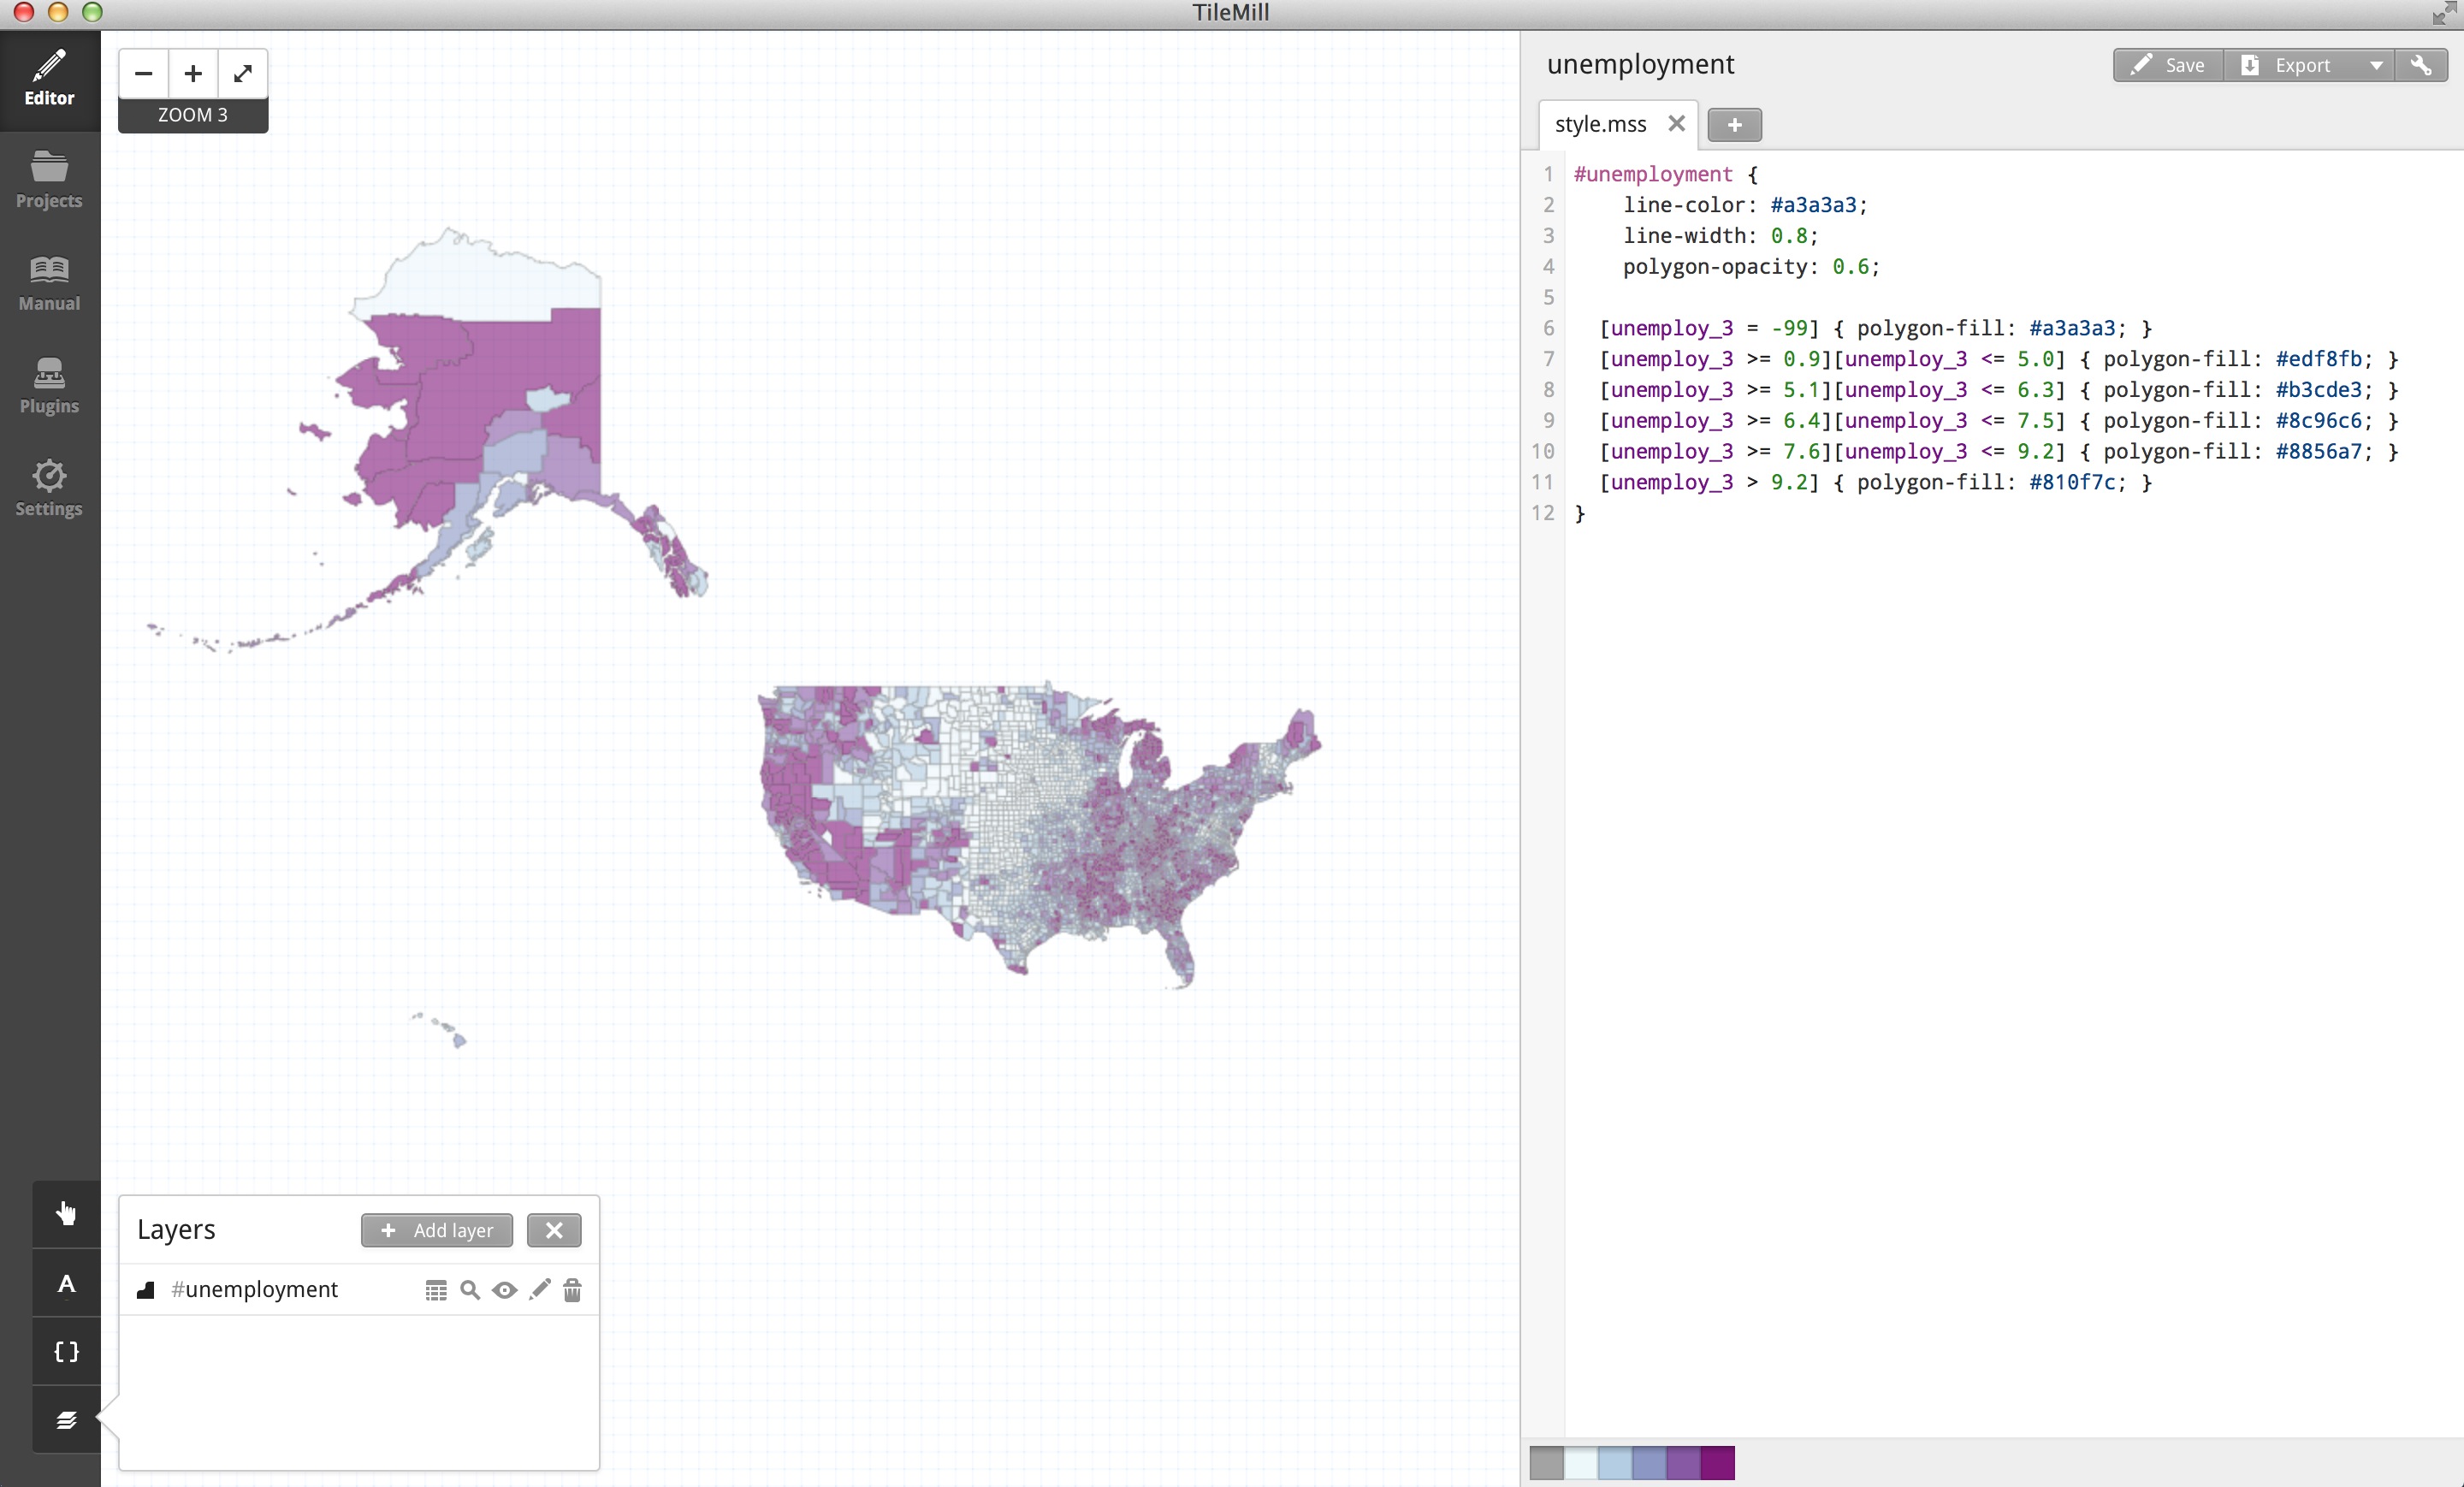 TileMill
Editor
Projects
Manual
Plugins
Settings
− +
ZOOM 3
unemployment
Save Export
style.mss ✕ +
1 #unemployment {
2 line-color: #a3a3a3;
3 line-width: 0.8;
4 polygon-opacity: 0.6;
5
6 [unemploy_3 = -99] { polygon-fill: #a3a3a3; }
7 [unemploy_3 >= 0.9][unemploy_3 <= 5.0] { polygon-fill: #edf8fb; }
8 [unemploy_3 >= 5.1][unemploy_3 <= 6.3] { polygon-fill: #b3cde3; }
9 [unemploy_3 >= 6.4][unemploy_3 <= 7.5] { polygon-fill: #8c96c6; }
10 [unemploy_3 >= 7.6][unemploy_3 <= 9.2] { polygon-fill: #8856a7; }
11 [unemploy_3 > 9.2] { polygon-fill: #810f7c; }
12 }
A
{}
Layers + Add layer ✕
#unemployment